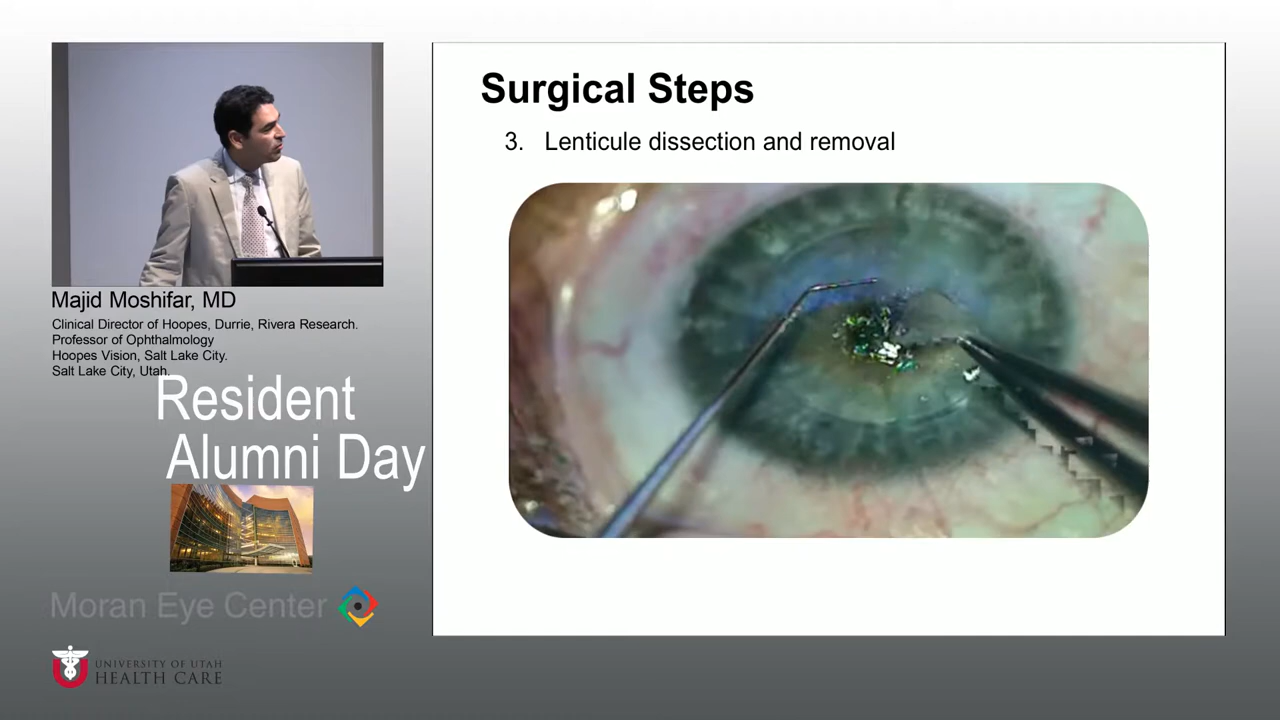 Surgical Steps
3. Lenticule dissection and removal
Majid Moshifar, MD
Clinical Director of Hoopes, Durrie, Rivera Research.
Professor of Ophthalmology
Hoopes Vision, Salt Lake City.
Salt Lake City, Utah.
Resident
Alumni Day
Moran Eye Center
UNIVERSITY OF UTAH
HEALTH CARE